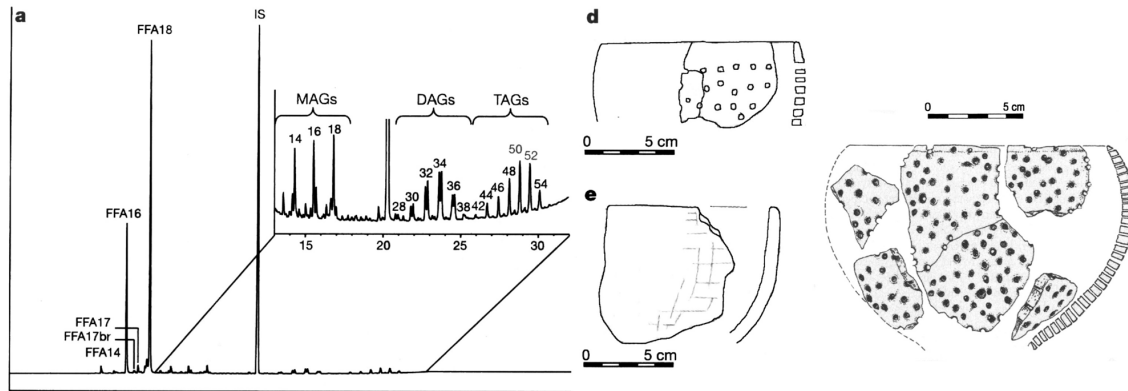 a
FFA18
IS
FFA16
FFA17
FFA17br
FFA14
MAGs
DAGs
TAGs
14 16 18
28 30 32 34 36 38 42 44 46 48 50 52 54
15 20 25 30
d
0 5 cm
e
0 5 cm
0 5 cm